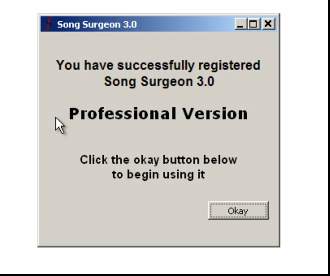 Song Surgeon 3.0
You have successfully registered
Song Surgeon 3.0
Professional Version
Click the okay button below
to begin using it
Okay